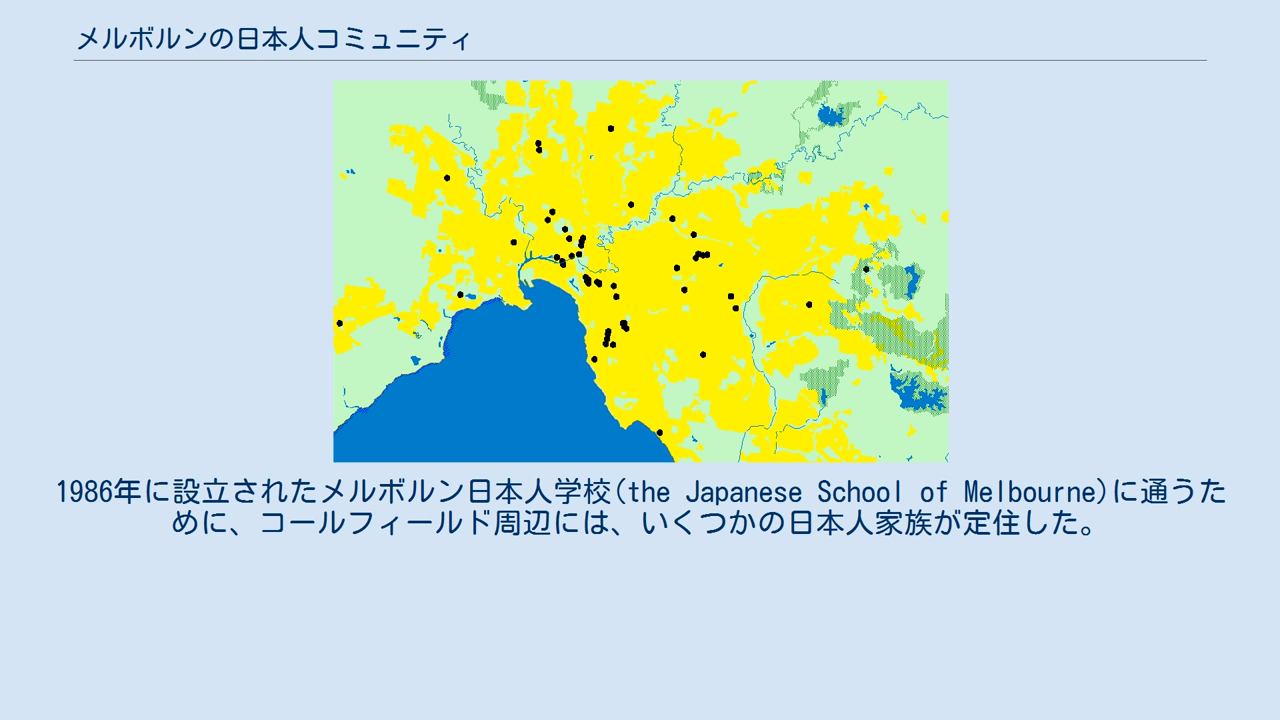 メルボルンの日本人コミュニティ
1986年に設立されたメルボルン日本人学校(the Japanese School of Melbourne)に通うた
めに、コールフィールド周辺には、いくつかの日本人家族が定住した。